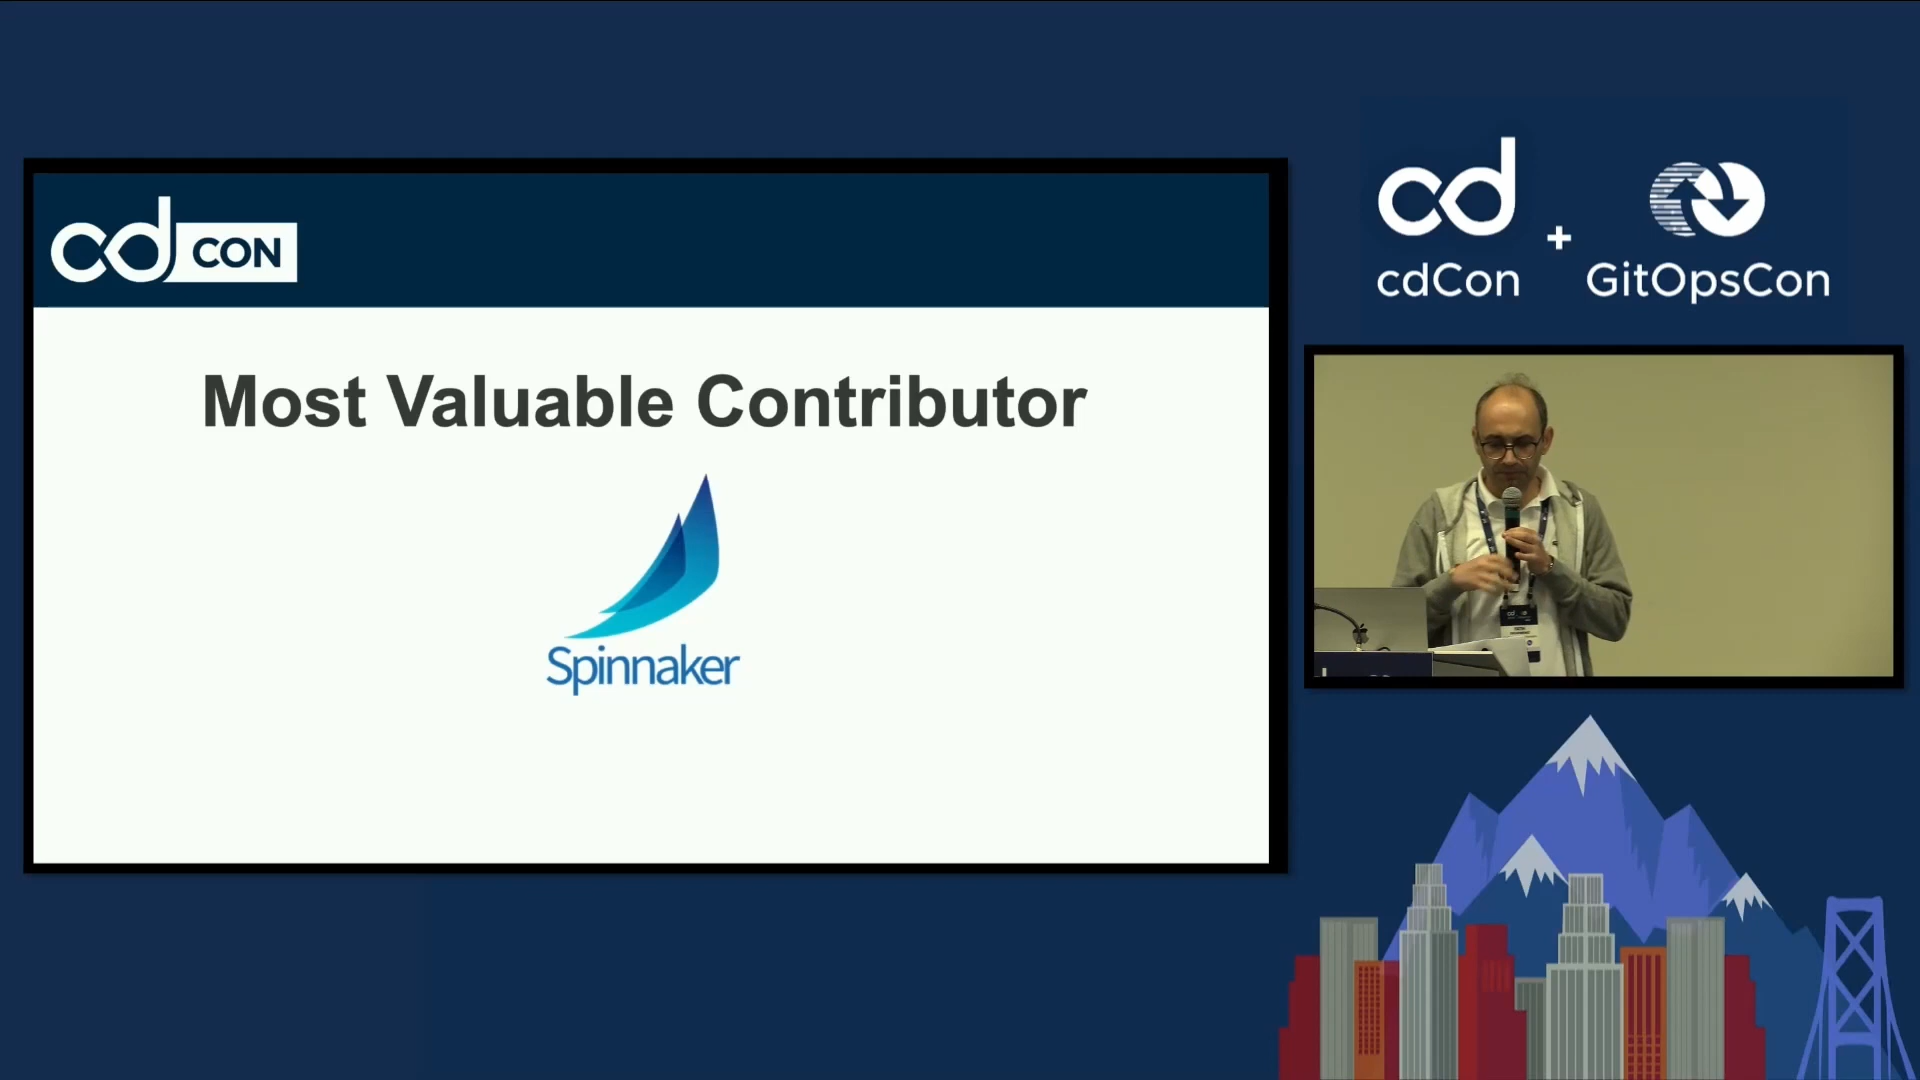 cd CON
Most Valuable Contributor
Spinnaker
cd + 
cdCon GitOpsCon